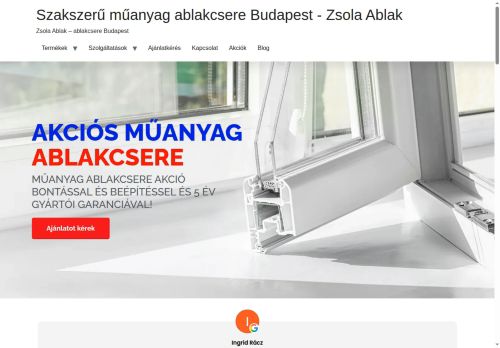 Szakszerű műanyag ablakcsere Budapest - Zsola Ablak
Zsola Ablak – ablakcsere Budapest
Termékek ▼ Szolgáltatások ▼ Ajánlatkérés Kapcsolat Akciók Blog
AKCIÓS MŰANYAG
ABLAKCSERE
MŰANYAG ABLAKCSERE AKCIÓ
BONTÁSSAL ÉS BEÉPÍTÉSSEL ÉS 5 ÉV
GYÁRTÓI GARANCIÁVAL!
Ajánlatot kérek
I
G
Ingrid Rácz